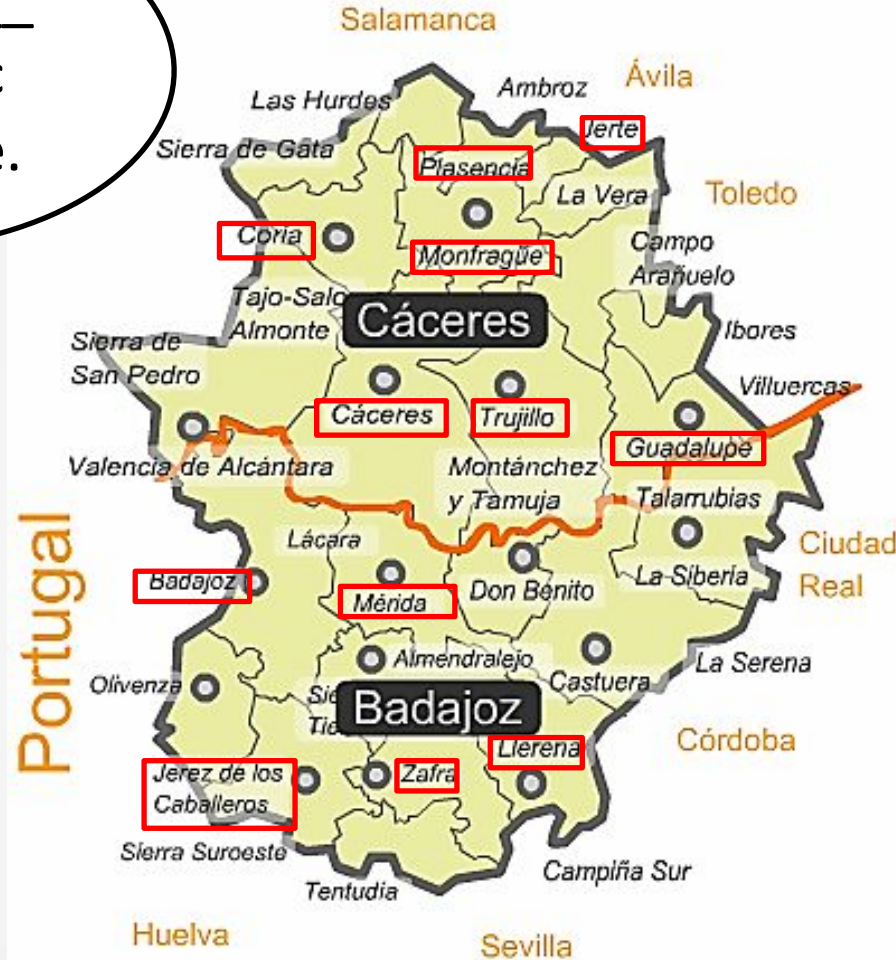 Salamanca
Ambroz
Ávila
Las Hurdes
Jerte
Sierra de Gata
Plasencia
La Vera
Toledo
Coria
Monfragüe
Campo
Arañuelo
Tajo-Salo
Almonte
Cáceres
Ibores
Sierra de
San Pedro
Villuercas
Cáceres
Trujillo
Guadalupe
Valencia de Alcántara
Montánchez
y Tamuja
Talarrubias
Portugal
Lácara
Ciudad
Real
Badajoz
Mérida
Don Benito
La Siberia
Almendralejo
La Serena
Olivenza
Castuera
Badajoz
Córdoba
Llerena
Jerez de los
Caballeros
Zafra
Sierra Suroeste
Campiña Sur
Tentudia
Huelva
Sevilla